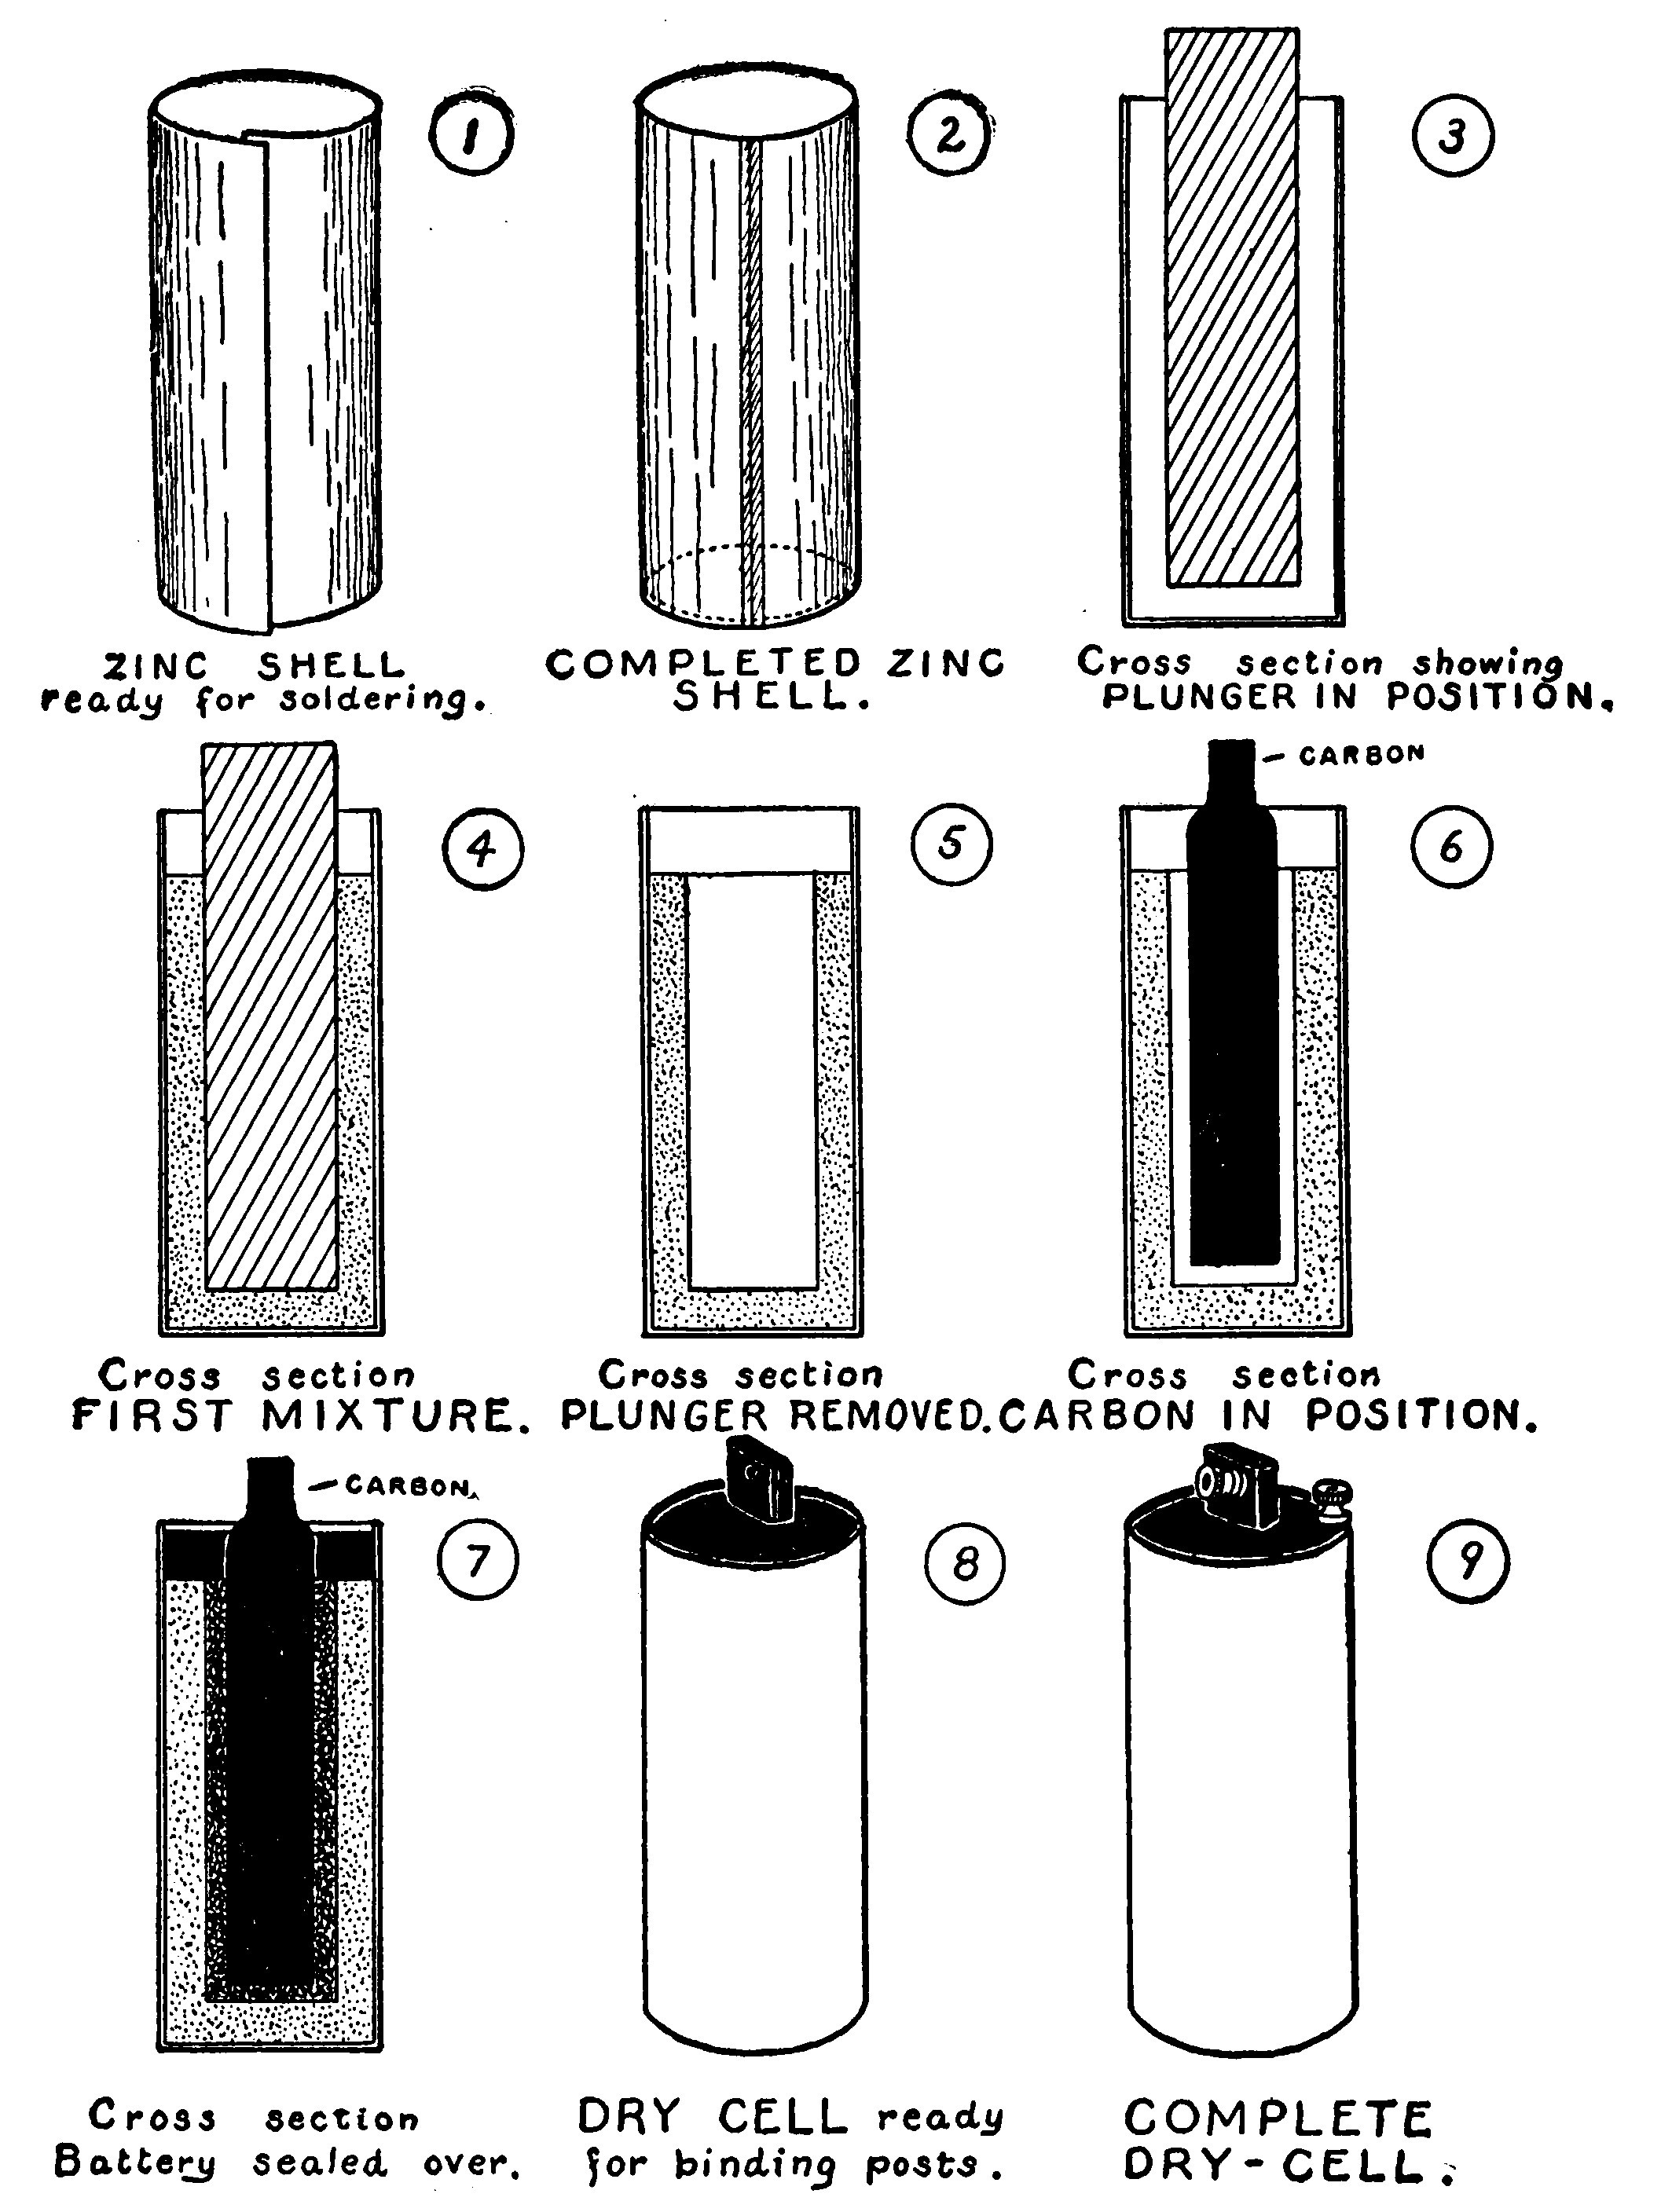 1
ZINC SHELL
ready for soldering.
2
COMPLETED ZINC
SHELL.
3
Cross section showing
PLUNGER IN POSITION.
4
Cross section
FIRST MIXTURE.
5
Cross section
PLUNGER REMOVED.
CARBON
6
Cross section
CARBON IN POSITION.
CARBON
7
Cross section
Battery sealed over.
8
DRY CELL ready
for binding posts.
9
COMPLETE
DRY-CELL.